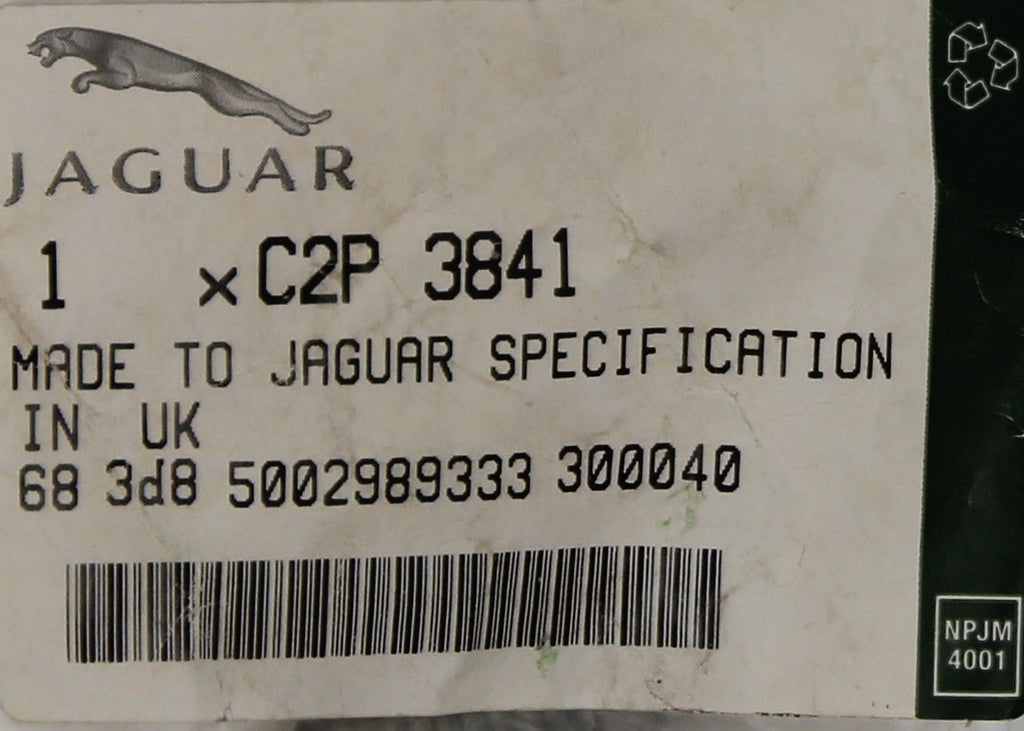 JAGUAR
1 x C2P 3841
MADE TO JAGUAR SPECIFICATION
IN UK
68 3d8 5002989333 300040
NPJM
4001